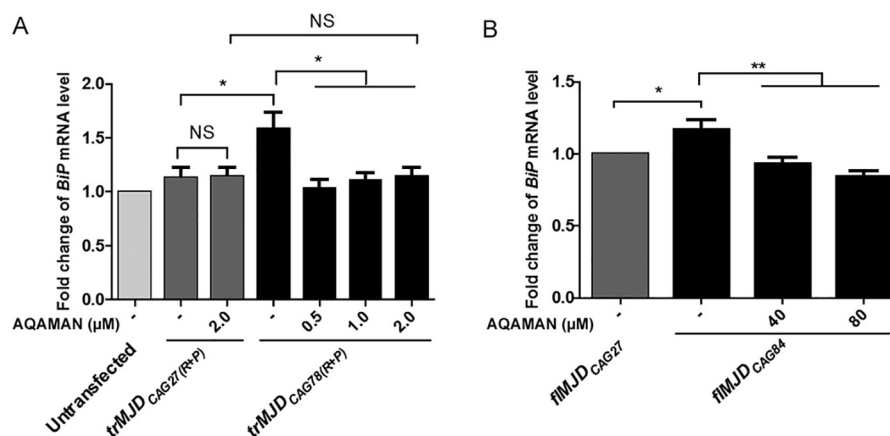 A
NS
*
*
NS
Fold change of BiP mRNA level
2.0
1.5
1.0
0.5
0.0
AQAMAN (μM)
-
-
2.0
-
0.5
1.0
2.0
Untransfected
trMJD CAG27(R+P)
trMJD CAG78(R+P)
B
**
*
Fold change of BiP mRNA level
1.5
1.0
0.5
0.0
AQAMAN (μM)
-
-
40
80
flMJD CAG27
flMJD CAG84